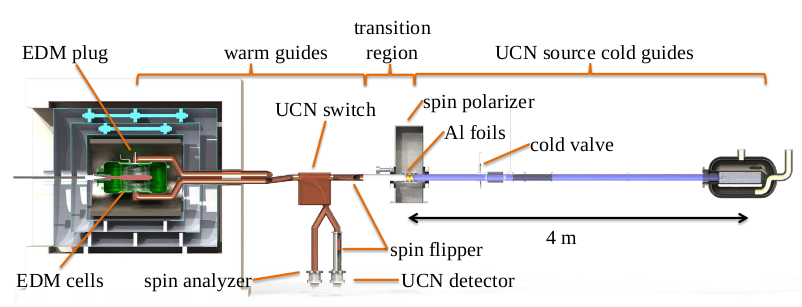 transition
region
EDM plug
warm guides
UCN source cold guides
UCN switch
spin polarizer
Al foils
cold valve
4 m
spin flipper
EDM cells
spin analyzer
UCN detector